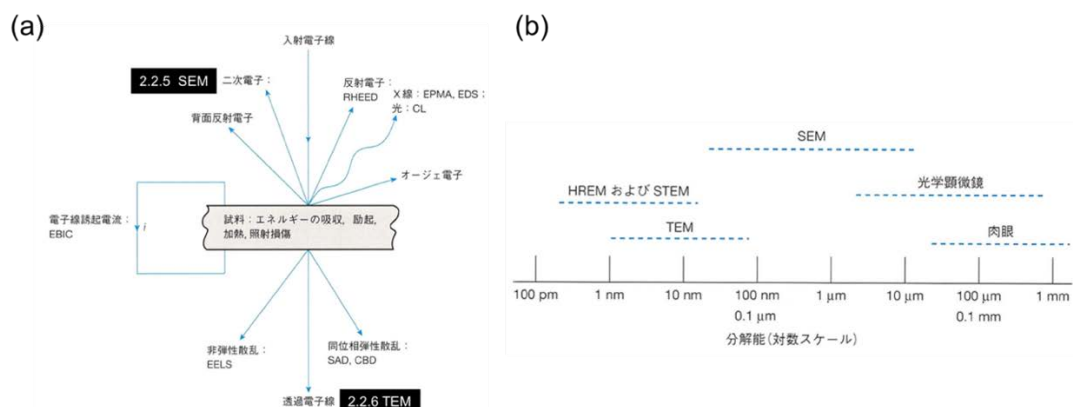 (a)
入射電子線
2.2.5 SEM
二次電子：
反射電子：
RHEED
X線：EPMA, EDS；
光：CL
背面反射電子
オージェ電子
電子線誘起電流：
EBIC
i
試料：エネルギーの吸収，励起，
加熱，照射損傷
非弾性散乱：
EELS
同位相弾性散乱：
SAD, CBD
透過電子線
2.2.6 TEM
(b)
SEM
HREM および STEM
光学顕微鏡
TEM
肉眼
100 pm
1 nm
10 nm
100 nm
0.1 μm
1 μm
10 μm
100 μm
0.1 mm
1 mm
分解能(対数スケール)